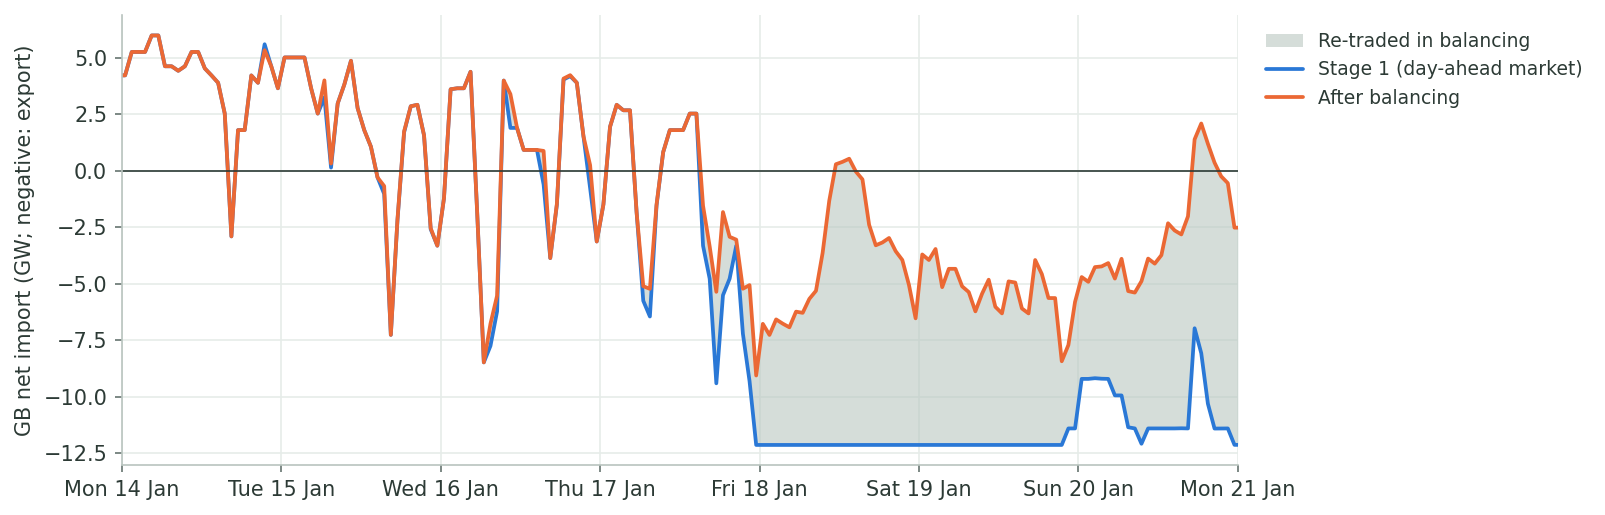 GB net import (GW; negative: export)
5.0
2.5
0.0
−2.5
−5.0
−7.5
−10.0
−12.5
Mon 14 Jan
Tue 15 Jan
Wed 16 Jan
Thu 17 Jan
Fri 18 Jan
Sat 19 Jan
Sun 20 Jan
Mon 21 Jan
Re-traded in balancing
Stage 1 (day-ahead market)
After balancing